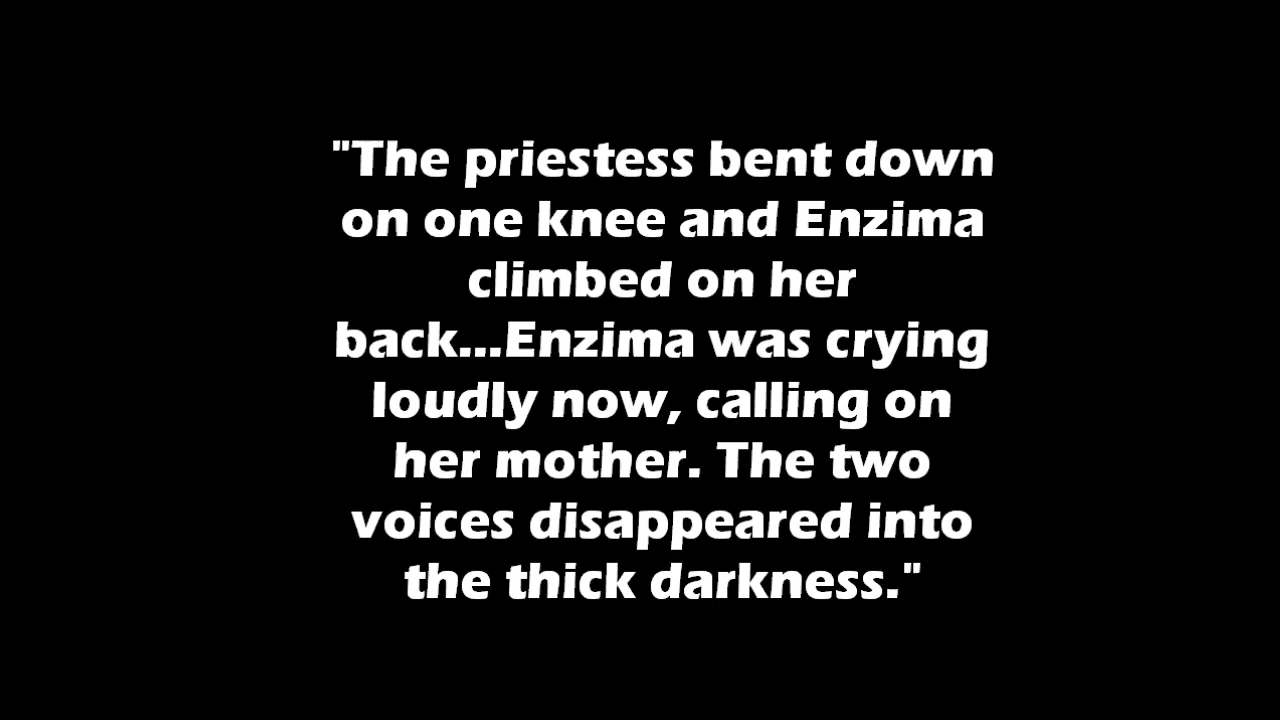 "The priestess bent down
on one knee and Enzima
climbed on her
back...Enzima was crying
loudly now, calling on
her mother. The two
voices disappeared into
the thick darkness."